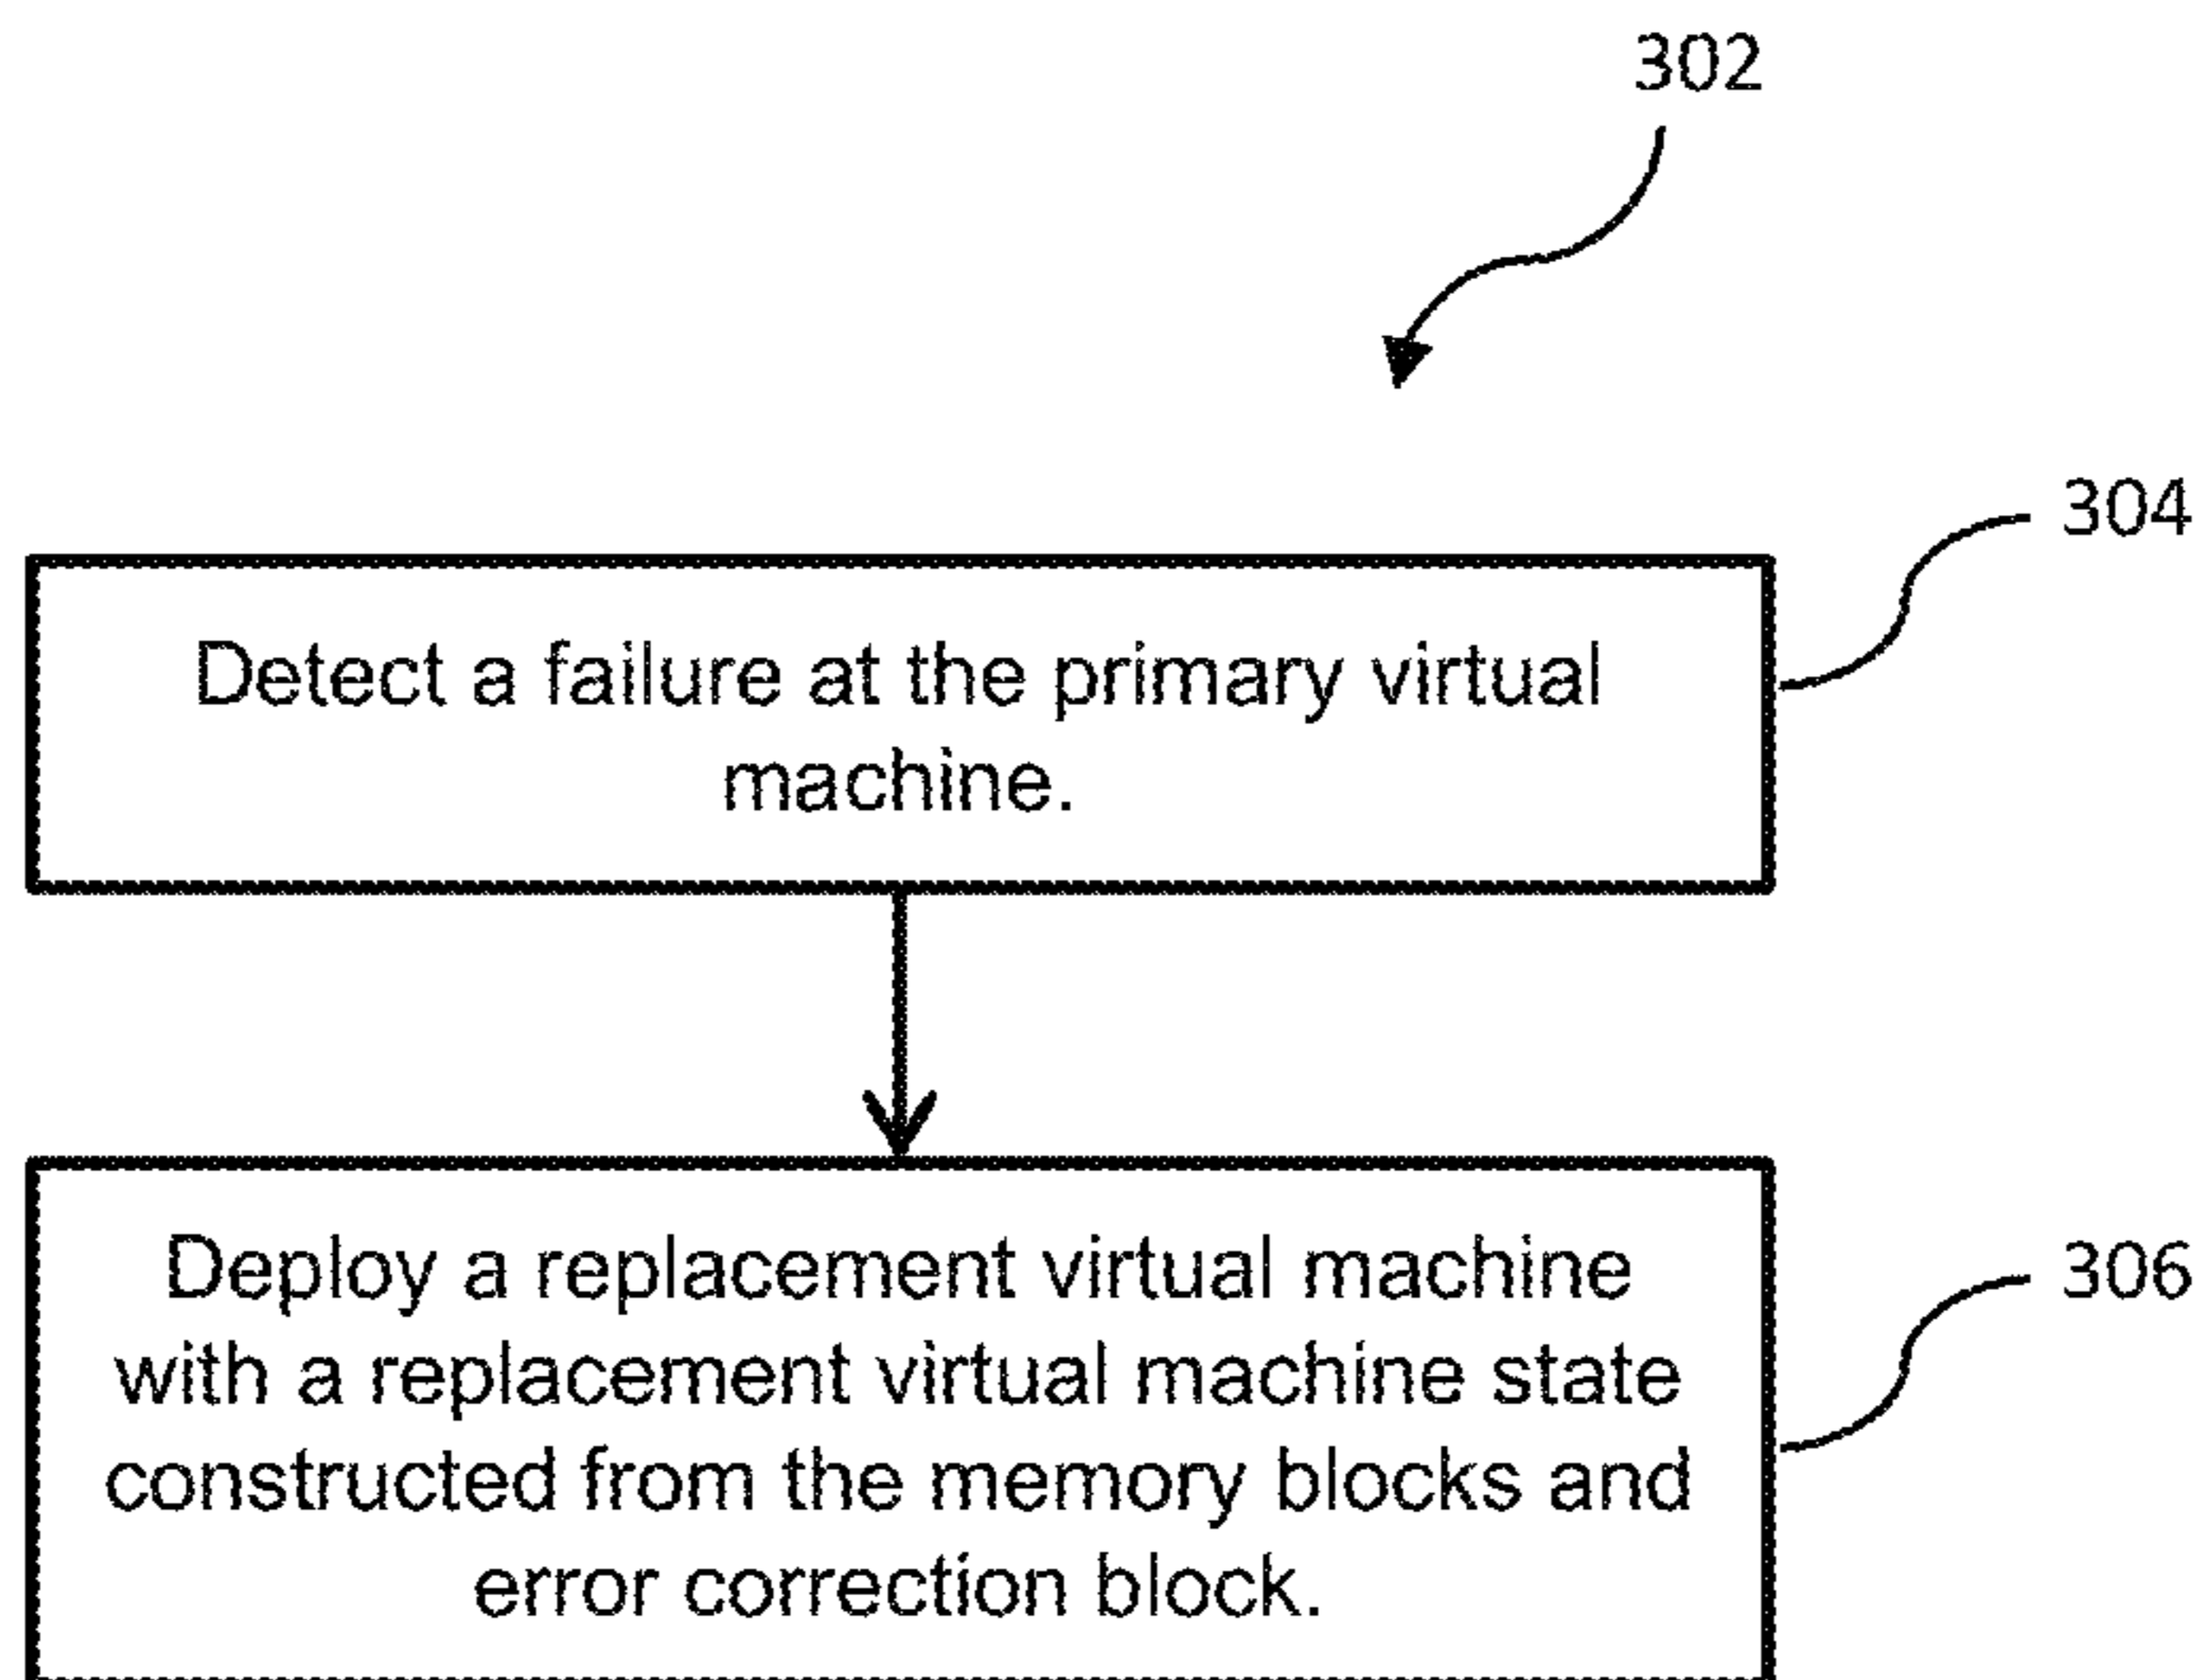 302
304
Detect a failure at the primary virtual
machine.
Deploy a replacement virtual machine
with a replacement virtual machine state
constructed from the memory blocks and
error correction block.
306